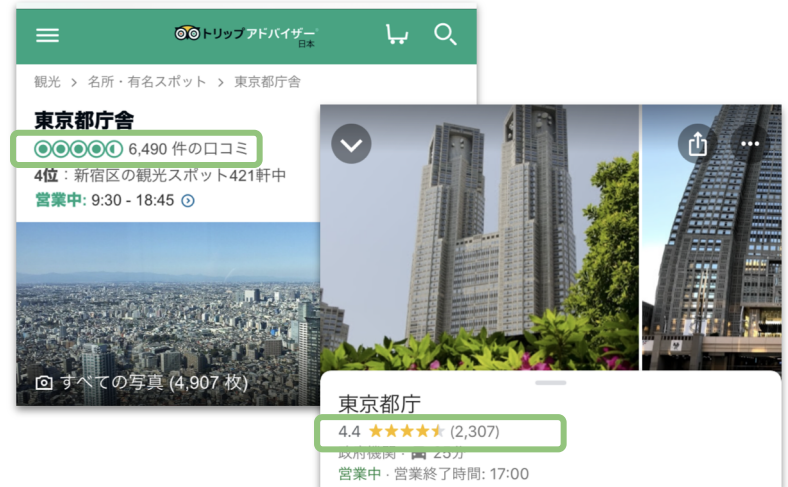 トリップアドバイザー
日本
観光 > 名所・有名スポット > 東京都庁舎
東京都庁舎
6,490 件の口コミ
4位：新宿区の観光スポット421軒中
営業中: 9:30 - 18:45
すべての写真 (4,907 枚)
東京都庁
4.4 ★★★★★ (2,307)
政府機関 · 25分
営業中 · 営業終了時間: 17:00